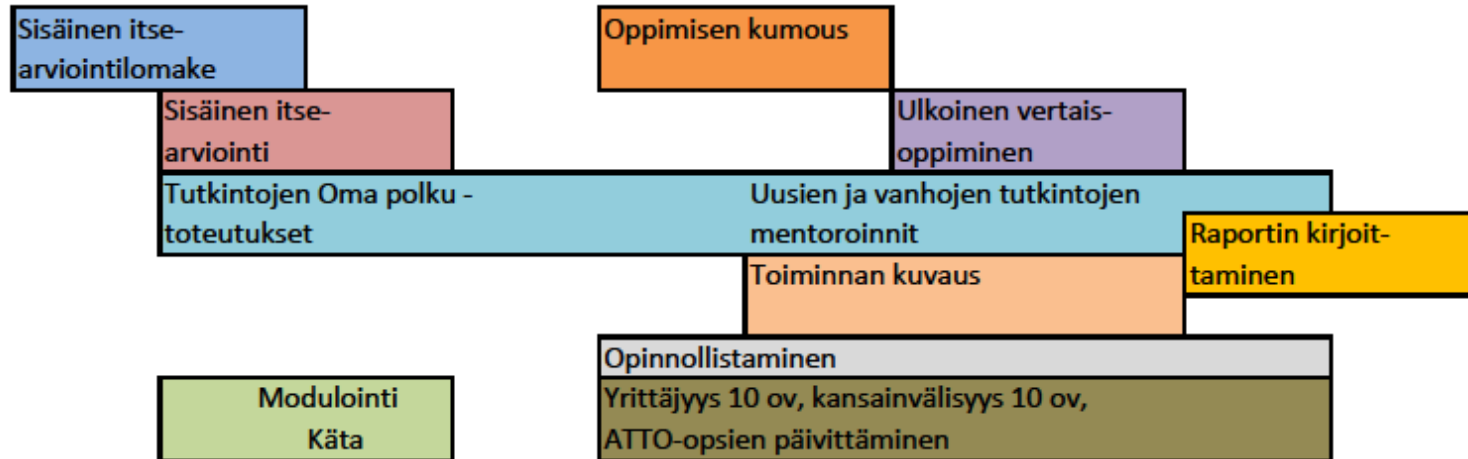 Sisäinen itse-
arviointilomake
Oppimisen kumous
Sisäinen itse-
arviointi
Ulkoinen vertais-
oppiminen
Tutkintojen Oma polku -
toteutukset
Uusien ja vanhojen tutkintojen
mentoroinnit
Raportin kirjoit-
taminen
Toiminnan kuvaus
Opinnollistaminen
Modulointi
Käta
Yrittäjyys 10 ov, kansainvälisyys 10 ov,
ATTO-opsien päivittäminen